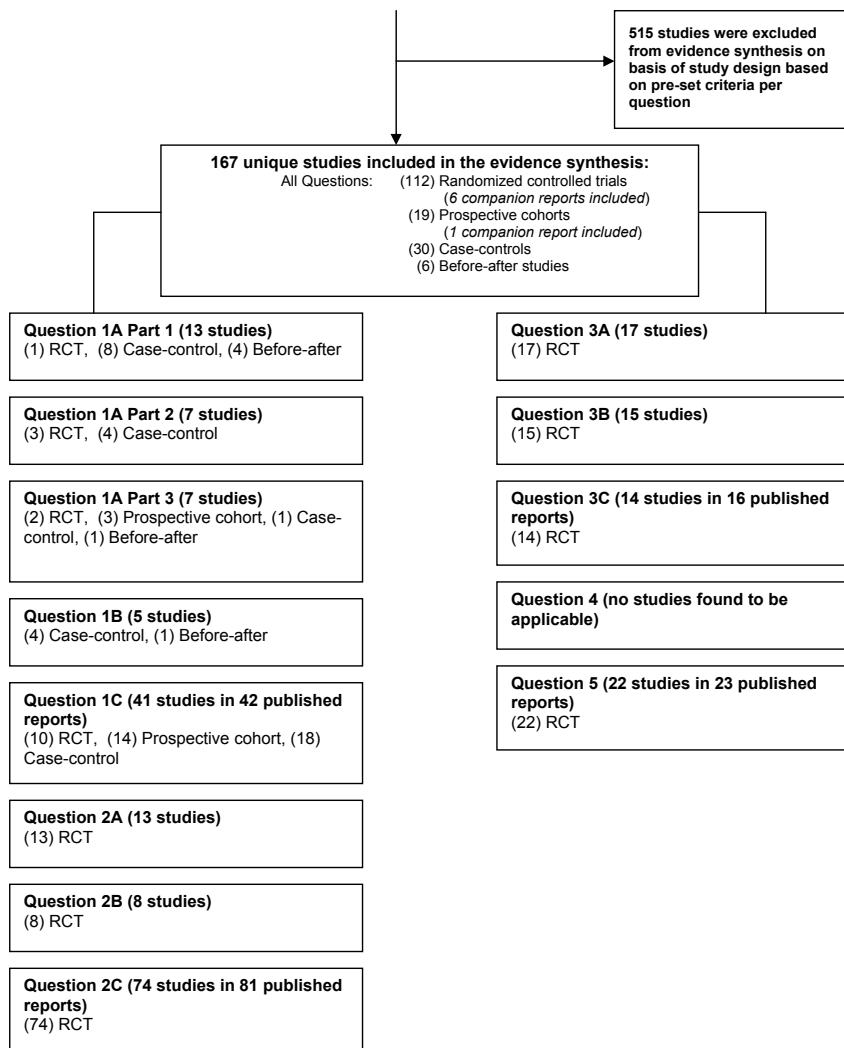 515 studies were excluded
from evidence synthesis on
basis of study design based
on pre-set criteria per
question
167 unique studies included in the evidence synthesis:
All Questions: (112) Randomized controlled trials
(6 companion reports included)
(19) Prospective cohorts
(1 companion report included)
(30) Case-controls
(6) Before-after studies
Question 1A Part 1 (13 studies)
(1) RCT, (8) Case-control, (4) Before-after
Question 1A Part 2 (7 studies)
(3) RCT, (4) Case-control
Question 1A Part 3 (7 studies)
(2) RCT, (3) Prospective cohort, (1) Case-
control, (1) Before-after
Question 1B (5 studies)
(4) Case-control, (1) Before-after
Question 1C (41 studies in 42 published
reports)
(10) RCT, (14) Prospective cohort, (18)
Case-control
Question 2A (13 studies)
(13) RCT
Question 2B (8 studies)
(8) RCT
Question 2C (74 studies in 81 published
reports)
(74) RCT
Question 3A (17 studies)
(17) RCT
Question 3B (15 studies)
(15) RCT
Question 3C (14 studies in 16 published
reports)
(14) RCT
Question 4 (no studies found to be
applicable)
Question 5 (22 studies in 23 published
reports)
(22) RCT